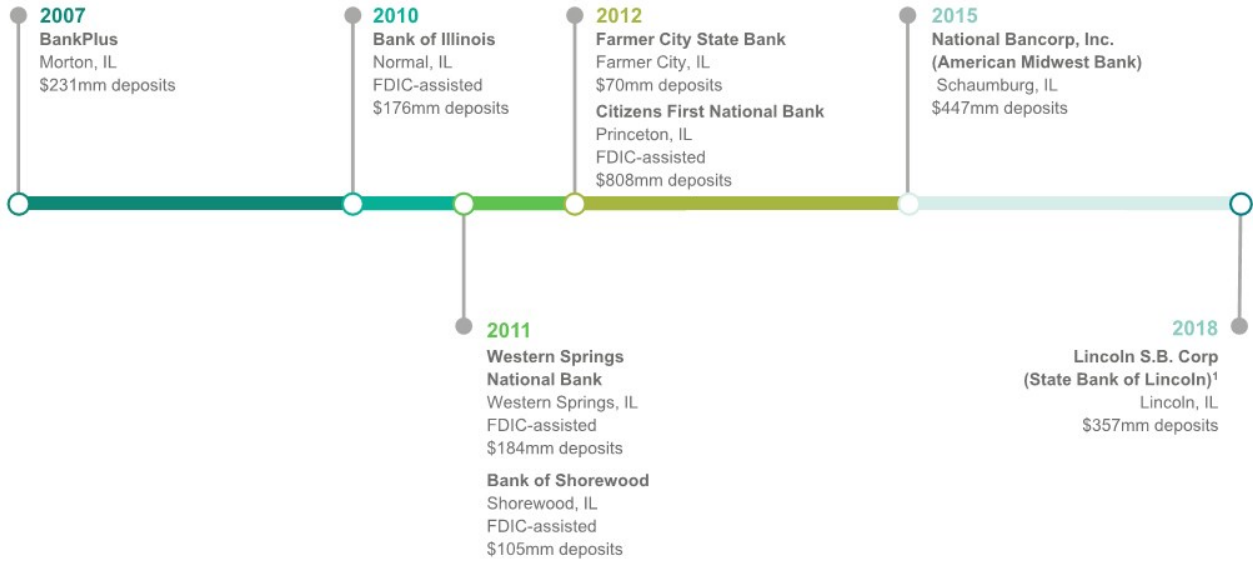 2007
BankPlus
Morton, IL
$231mm deposits
2010
Bank of Illinois
Normal, IL
FDIC-assisted
$176mm deposits
2012
Farmer City State Bank
Farmer City, IL
$70mm deposits
Citizens First National Bank
Princeton, IL
FDIC-assisted
$808mm deposits
2015
National Bancorp, Inc.
(American Midwest Bank)
Schaumburg, IL
$447mm deposits
2011
Western Springs
National Bank
Western Springs, IL
FDIC-assisted
$184mm deposits
Bank of Shorewood
Shorewood, IL
FDIC-assisted
$105mm deposits
2018
Lincoln S.B. Corp
(State Bank of Lincoln)¹
Lincoln, IL
$357mm deposits